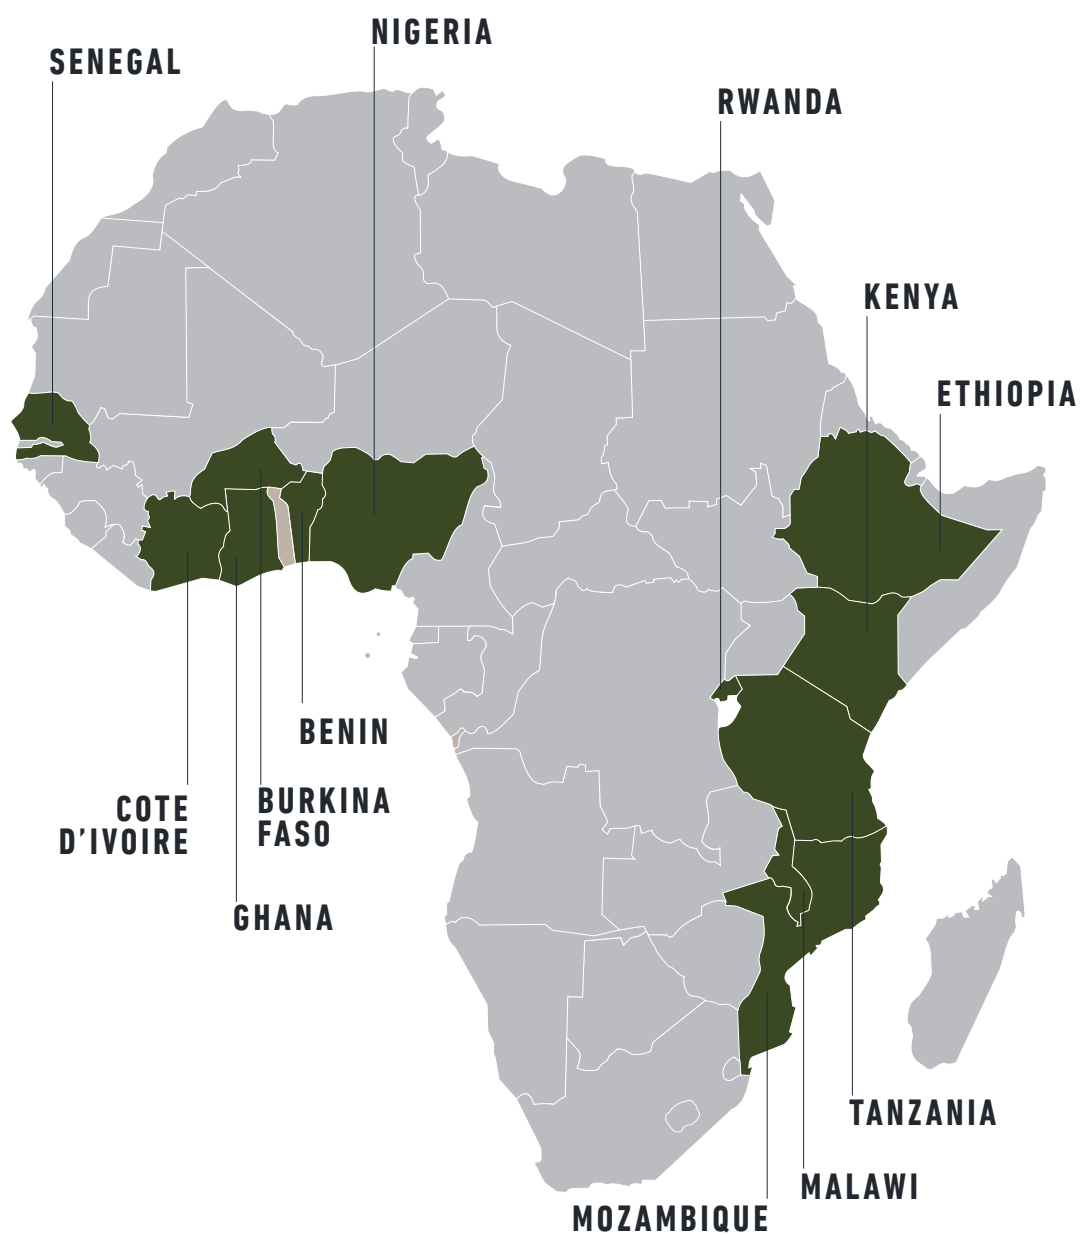 NIGERIA
SENEGAL
RWANDA
KENYA
ETHIOPIA
BENIN
COTE
D'IVOIRE
BURKINA
FASO
GHANA
TANZANIA
MALAWI
MOZAMBIQUE